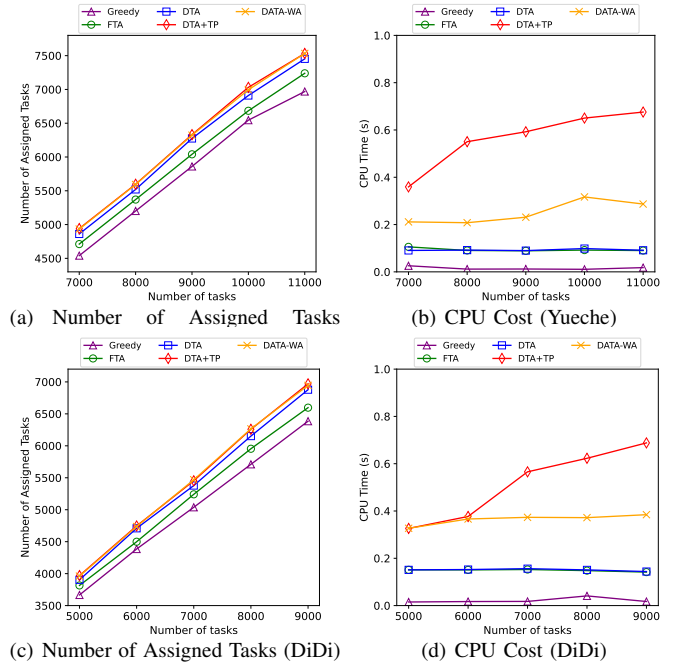 Greedy
FTA
DTA
DTA+TP
DATA-WA
Number of Assigned Tasks
7500
7000
6500
6000
5500
5000
4500
7000 8000 9000 10000 11000
Number of tasks
(a) Number of Assigned Tasks
Greedy
FTA
DTA
DTA+TP
DATA-WA
CPU Time (s)
1.0
0.8
0.6
0.4
0.2
0.0
7000 8000 9000 10000 11000
Number of tasks
(b) CPU Cost (Yueche)
Greedy
FTA
DTA
DTA+TP
DATA-WA
Number of Assigned Tasks
7000
6500
6000
5500
5000
4500
4000
3500
5000 6000 7000 8000 9000
Number of tasks
(c) Number of Assigned Tasks (DiDi)
Greedy
FTA
DTA
DTA+TP
DATA-WA
CPU Time (s)
1.0
0.8
0.6
0.4
0.2
0.0
5000 6000 7000 8000 9000
Number of tasks
(d) CPU Cost (DiDi)